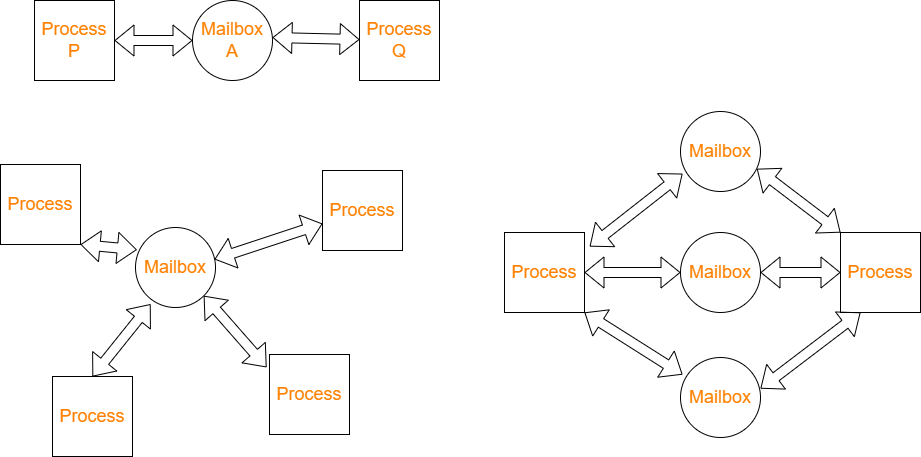 Process
P
Mailbox
A
Process
Q
Process
Process
Mailbox
Process
Process
Mailbox
Process
Mailbox
Process
Mailbox